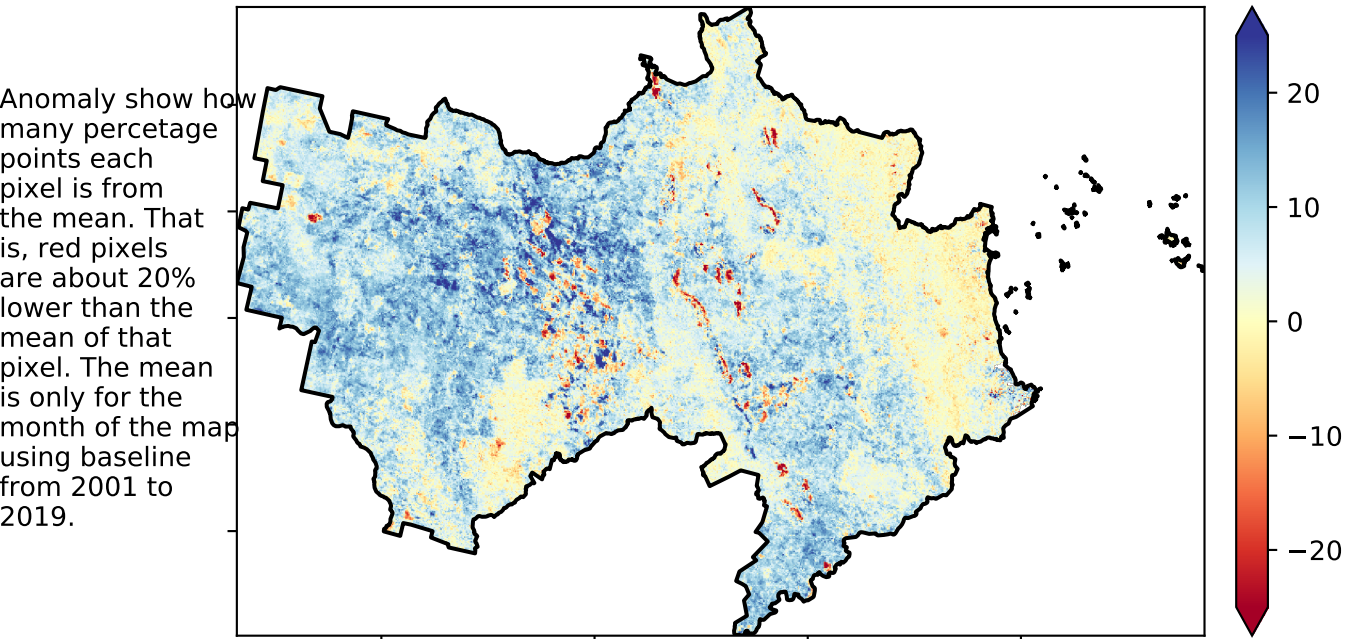 Anomaly show how
many percetage
points each
pixel is from
the mean. That
is, red pixels
are about 20%
lower than the
mean of that
pixel. The mean
is only for the
month of the map
using baseline
from 2001 to
2019.
20
10
0
−10
−20